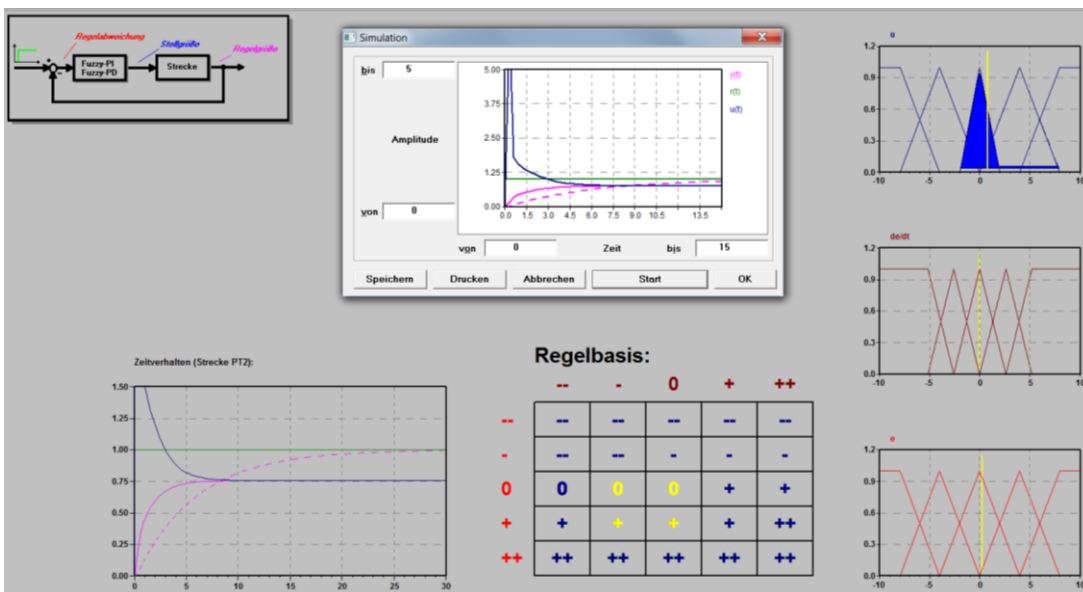 Regelabweichung
Stellgröße
Regelgröße
Fuzzy-PI
Fuzzy-PD
Strecke
Simulation
bis 5
Amplitude
von 0
5.00
3.75
2.50
1.25
0.00
0.0 1.5 3.0 4.5 6.0 7.5 9.0 10.5 13.5
y(t)
r(t)
u(t)
von 0 Zeit bis 15
Speichern Drucken Abbrechen Start OK
u
1.2
0.9
0.6
0.3
0.0
-10 -5 0 5 10
de/dt
1.2
0.9
0.6
0.3
0.0
-10 -5 0 5 10
e
1.2
0.9
0.6
0.3
0.0
-10 -5 0 5 10
Zeitverhalten (Strecke PT2):
1.50
1.25
1.00
0.75
0.50
0.25
0.00
0 5 10 15 20 25 30
Regelbasis:
-- - 0 + ++
-- -- -- -- -- --
- -- -- - - -
0 0 0 0 + +
+ + + + + ++
++ ++ ++ ++ ++ ++